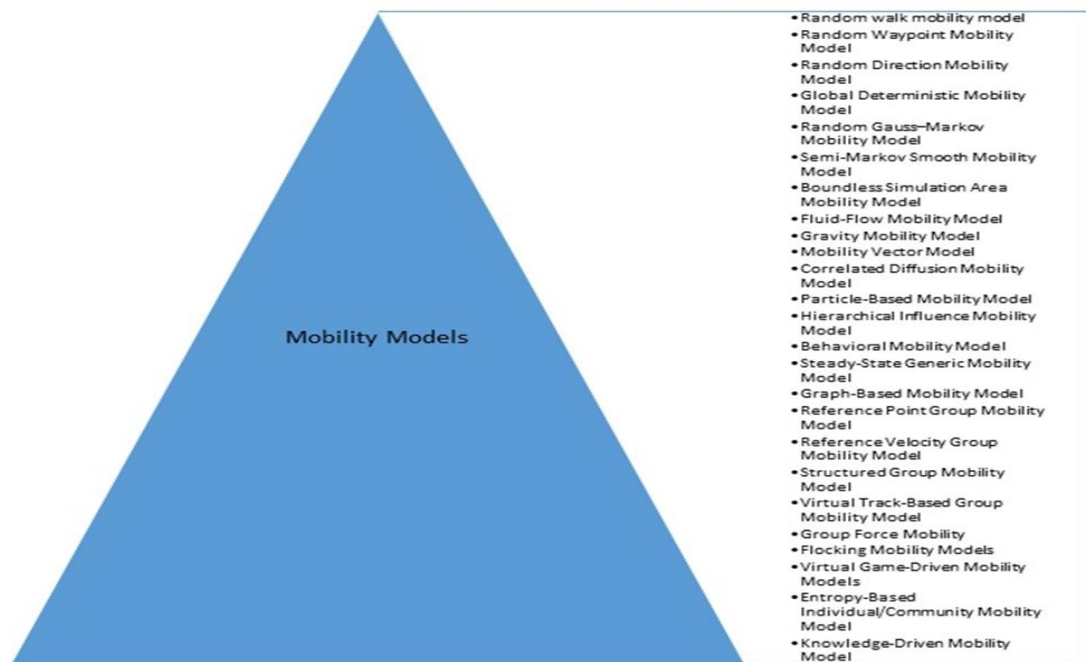 Mobility Models
•Random walk mobility model
•Random Waypoint Mobility
Model
•Random Direction Mobility
Model
•Global Deterministic Mobility
Model
•Random Gauss–Markov
Mobility Model
•Semi-Markov Smooth Mobility
Model
•Boundless Simulation Area
Mobility Model
•Fluid-Flow Mobility Model
•Gravity Mobility Model
•Mobility Vector Model
•Correlated Diffusion Mobility
Model
•Particle-Based Mobility Model
•Hierarchical Influence Mobility
Model
•Behavioral Mobility Model
•Steady-State Generic Mobility
Model
•Graph-Based Mobility Model
•Reference Point Group Mobility
Model
•Reference Velocity Group
Mobility Model
•Structured Group Mobility
Model
•Virtual Track-Based Group
Mobility Model
•Group Force Mobility
•Flocking Mobility Models
•Virtual Game-Driven Mobility
Models
•Entropy-Based
Individual/Community Mobility
Model
•Knowledge-Driven Mobility
Model